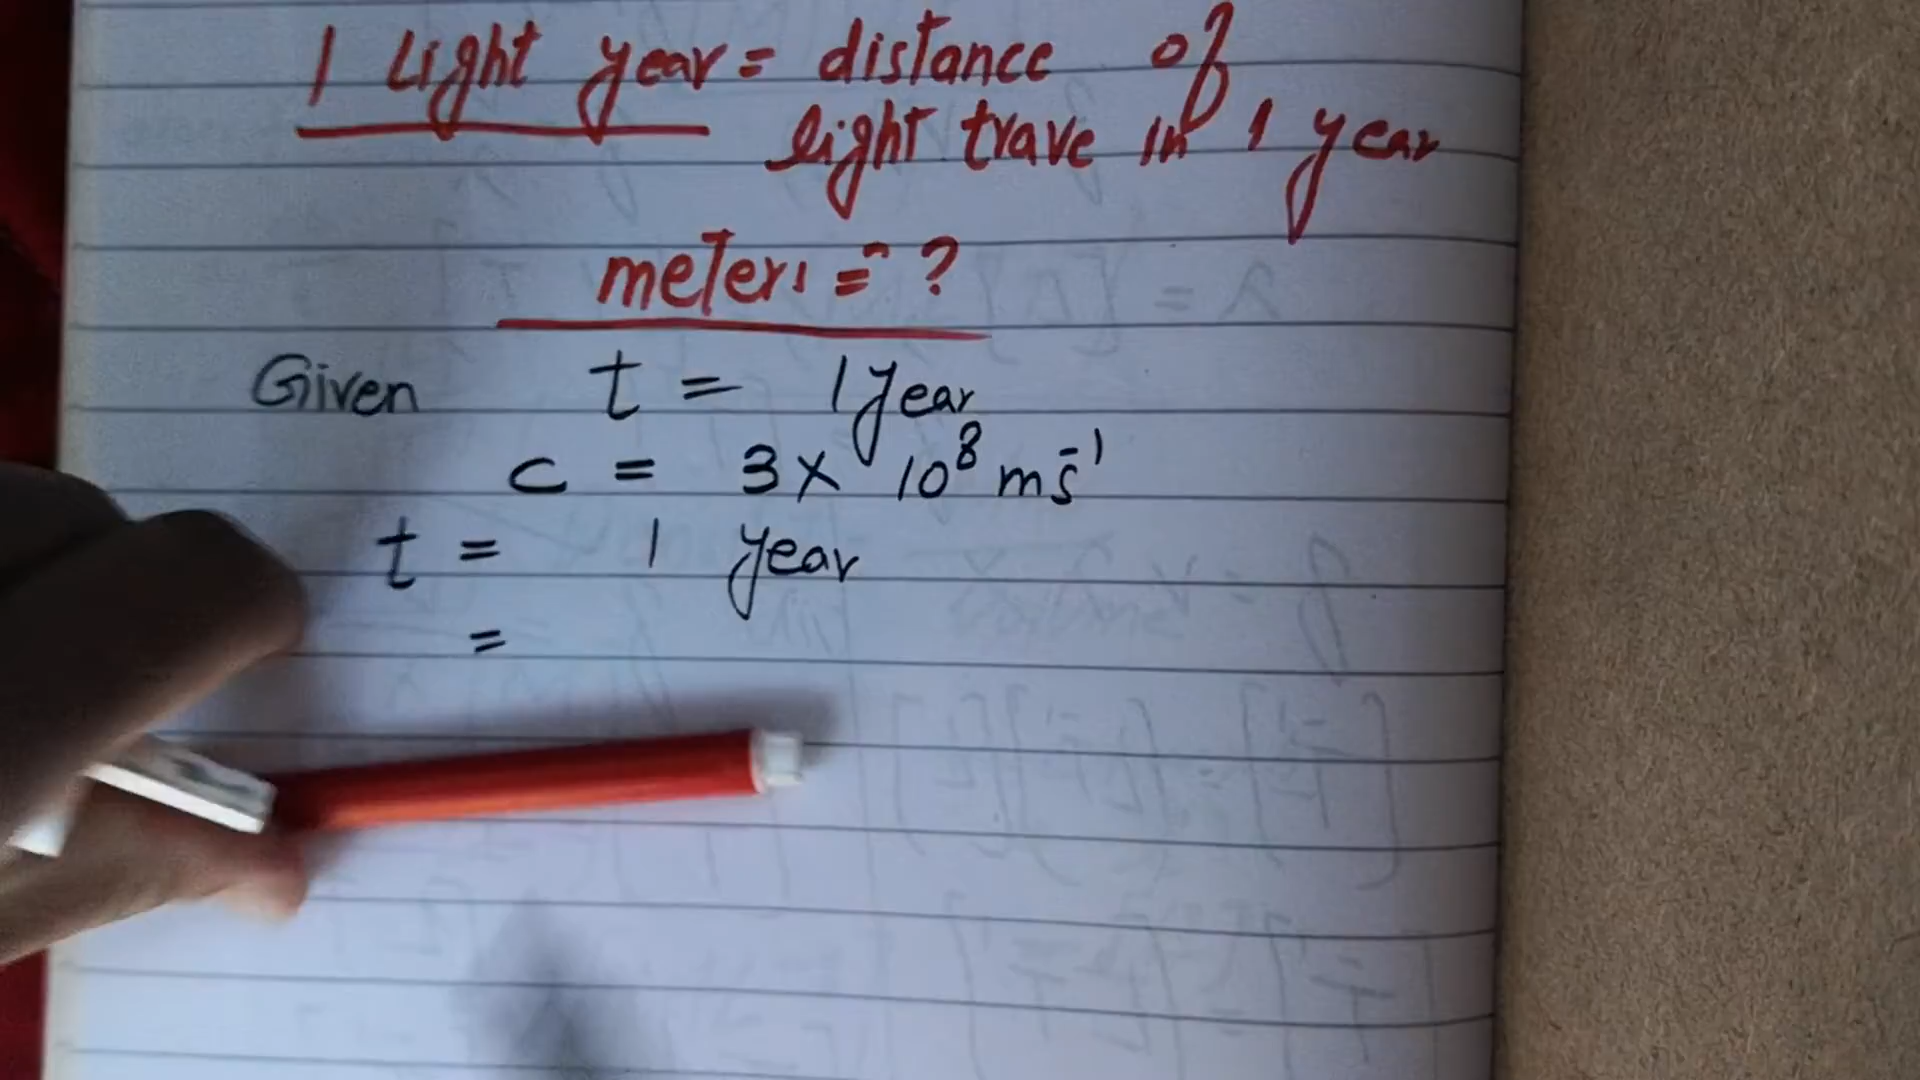 1 Light year = distance of
light trave in 1 year
meters = ?
Given t = 1 year
c = 3 x 10⁸ ms⁻¹
t = 1 year
=